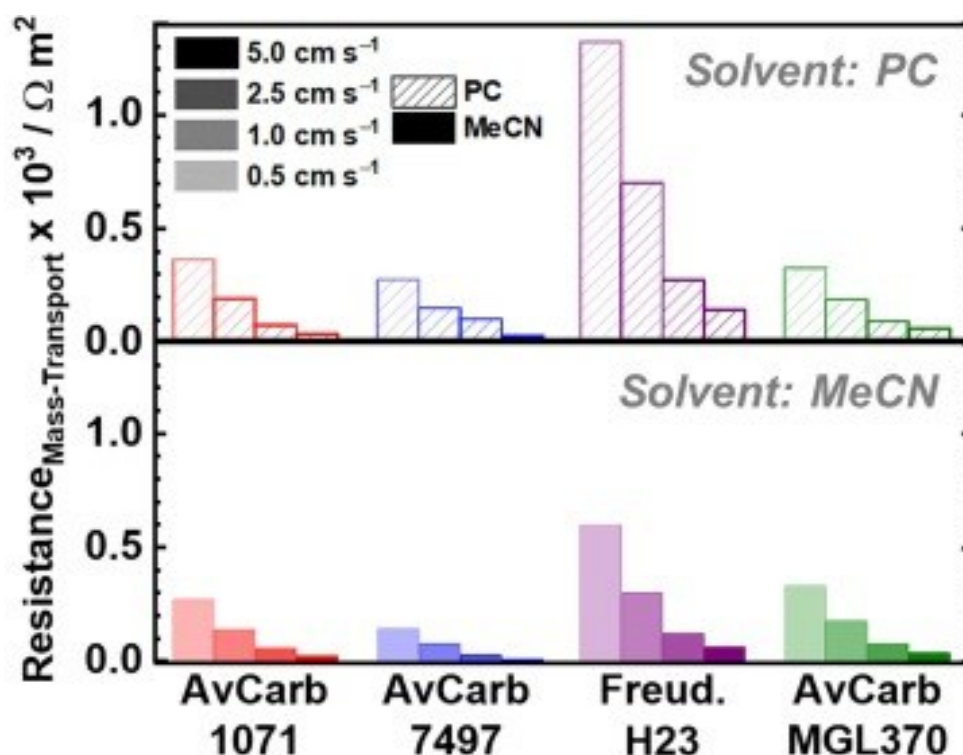 Resistance Mass-Transport x 10³ / Ω m²
1.0
0.5
0.0
1.0
0.5
0.0
5.0 cm s⁻¹
2.5 cm s⁻¹
1.0 cm s⁻¹
0.5 cm s⁻¹
PC
MeCN
Solvent: PC
Solvent: MeCN
AvCarb
1071
AvCarb
7497
Freud.
H23
AvCarb
MGL370